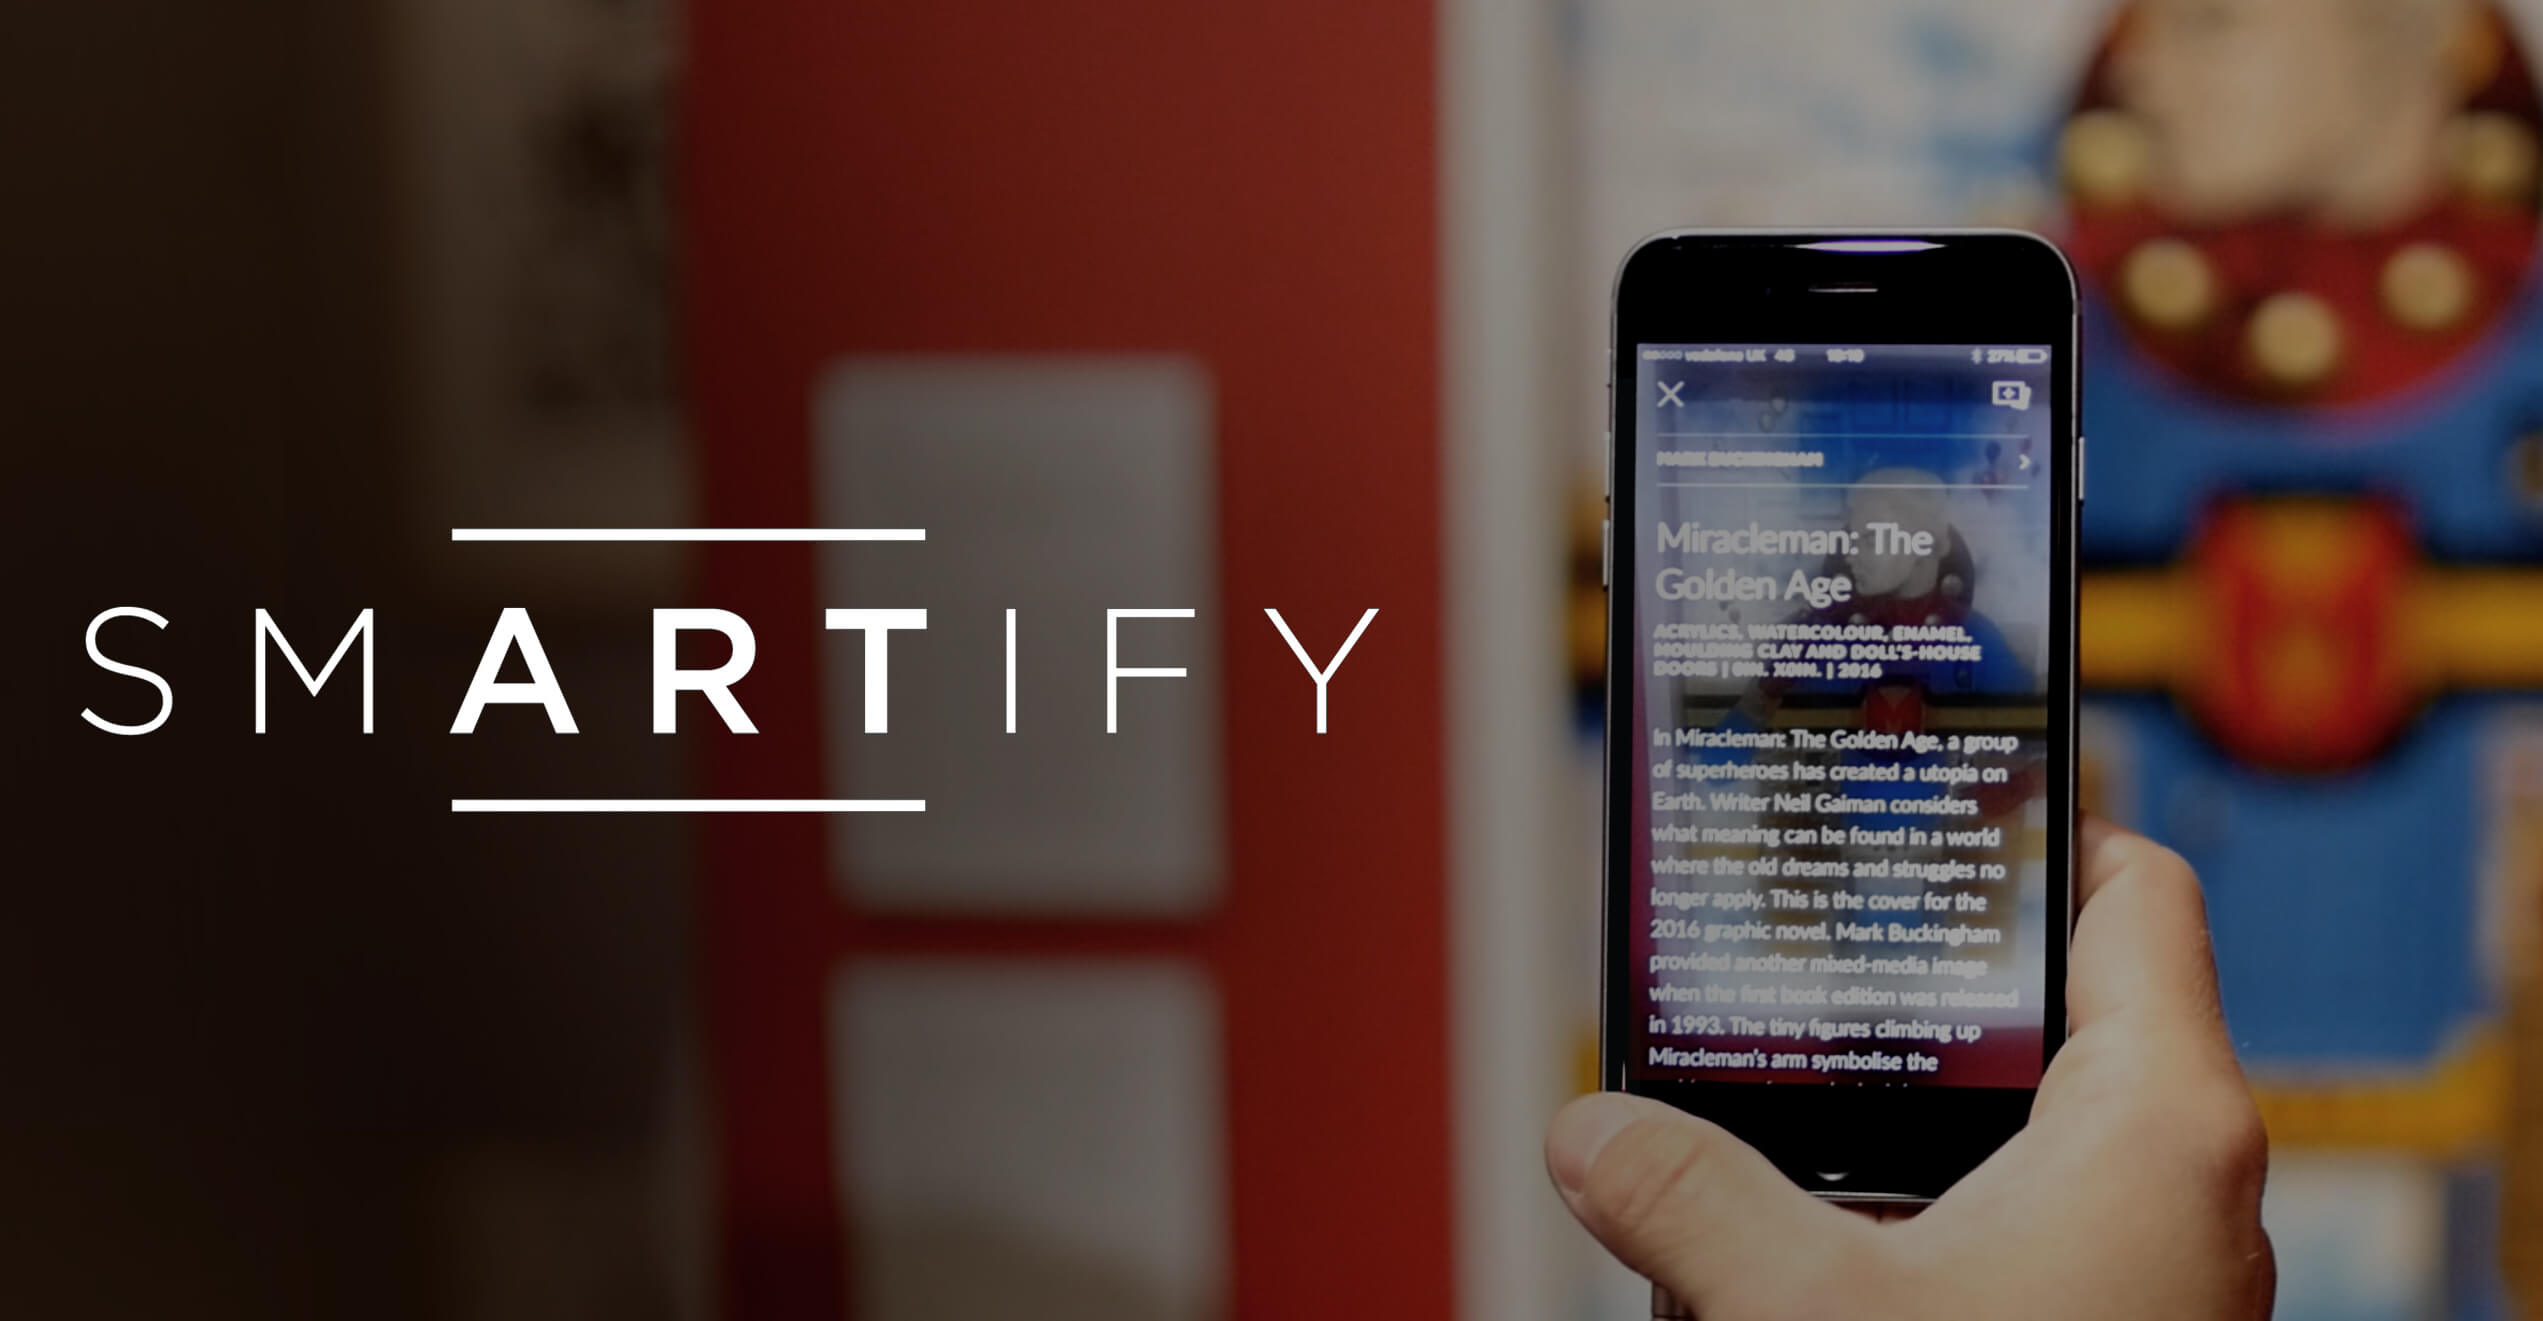 SMARTIFY
vodafone UK 4G 18:18 27%
MARK BUCKINGHAM
Miracleman: The
Golden Age
ACRYLICS, WATERCOLOUR, ENAMEL,
MOULDING CLAY AND DOLL'S-HOUSE
DOORS | 0IN. X0IN. | 2016
In Miracleman: The Golden Age, a group
of superheroes has created a utopia on
Earth. Writer Neil Gaiman considers
what meaning can be found in a world
where the old dreams and struggles no
longer apply. This is the cover for the
2016 graphic novel. Mark Buckingham
provided another mixed-media image
when the first book edition was released
in 1993. The tiny figures climbing up
Miracleman's arm symbolise the